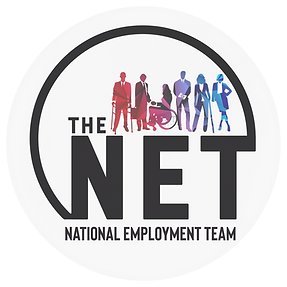 THE
NET
NATIONAL EMPLOYMENT TEAM